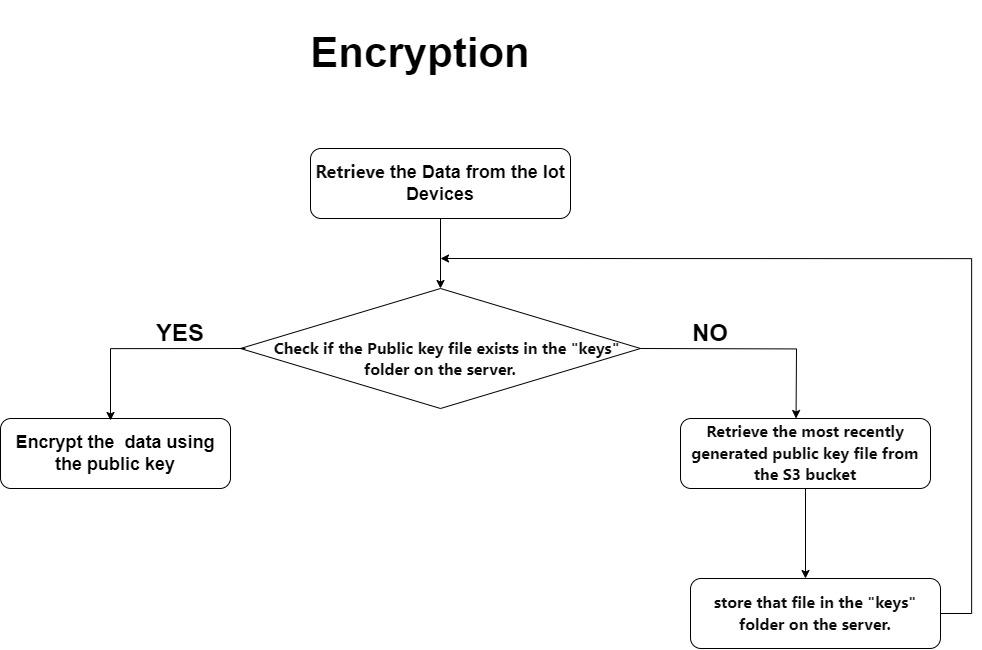 Encryption
Retrieve the Data from the Iot
Devices
YES
NO
Check if the Public key file exists in the "keys"
folder on the server.
Encrypt the  data using
the public key
Retrieve the most recently
generated public key file from
the S3 bucket
store that file in the "keys"
folder on the server.